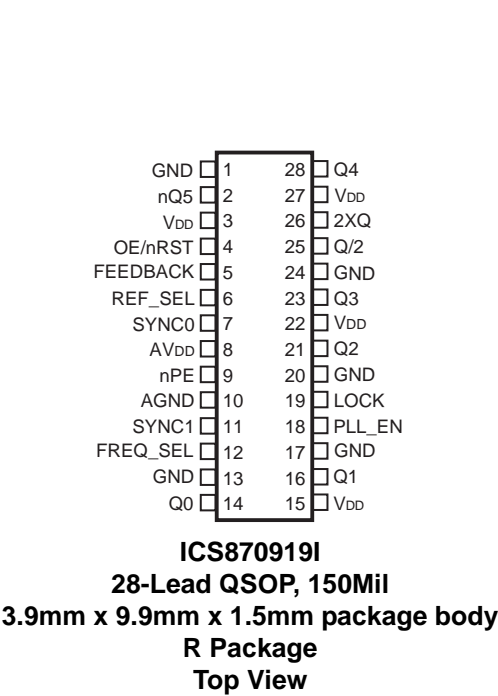 GND 1 28 Q4
nQ5 2 27 VDD
VDD 3 26 2XQ
OE/nRST 4 25 Q/2
FEEDBACK 5 24 GND
REF_SEL 6 23 Q3
SYNC0 7 22 VDD
AVDD 8 21 Q2
nPE 9 20 GND
AGND 10 19 LOCK
SYNC1 11 18 PLL_EN
FREQ_SEL 12 17 GND
GND 13 16 Q1
Q0 14 15 VDD
ICS870919I
28-Lead QSOP, 150Mil
3.9mm x 9.9mm x 1.5mm package body
R Package
Top View